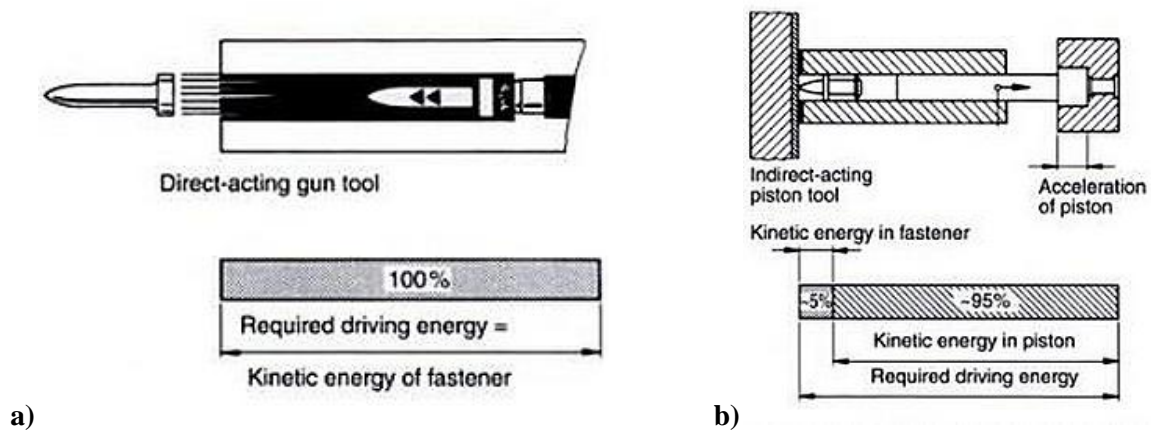 Direct-acting gun tool
100%
Required driving energy =
Kinetic energy of fastener
a)
Indirect-acting
piston tool
Acceleration
of piston
Kinetic energy in fastener
~5%
~95%
Kinetic energy in piston
Required driving energy
b)